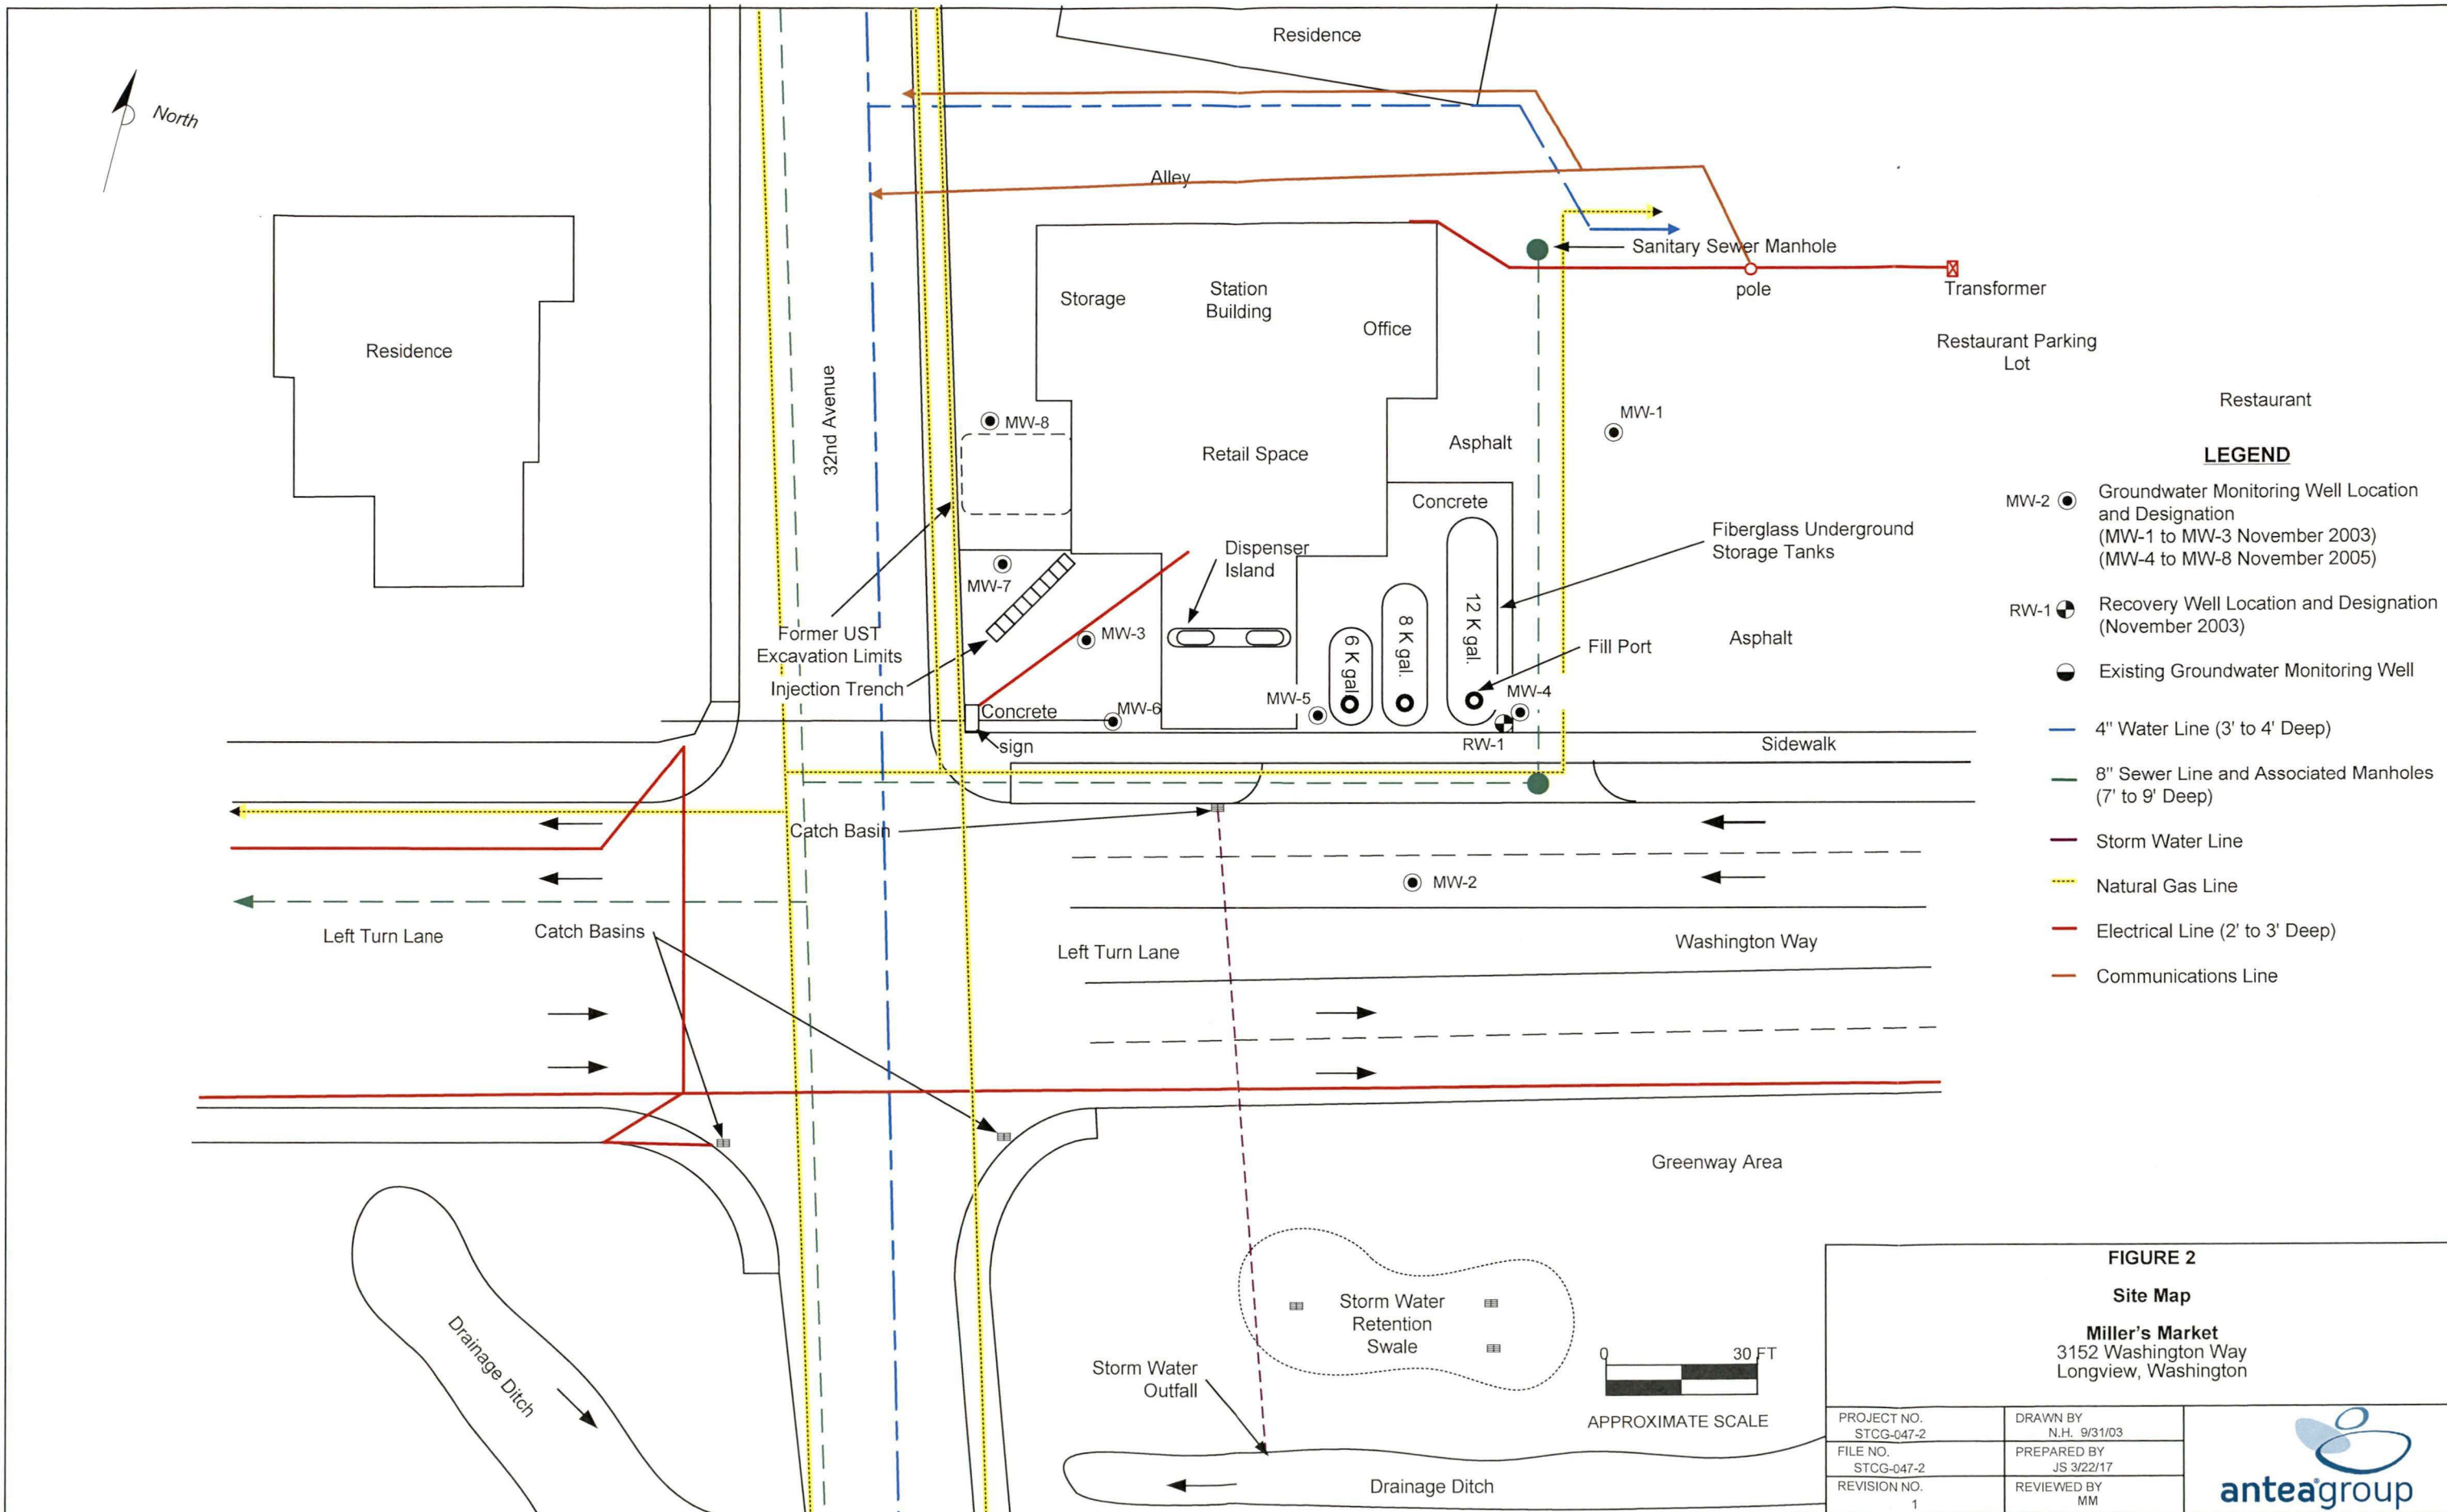 Residence
North
Alley
Sanitary Sewer Manhole
pole
Transformer
Storage
Station
Building
Office
Restaurant Parking
Lot
Residence
32nd Avenue
Restaurant
MW-8
MW-1
Asphalt
Retail Space
Concrete
Fiberglass Underground
Storage Tanks
Dispenser
Island
MW-7
MW-3
Former UST
Excavation Limits
Injection Trench
6 K gal.
8 K gal.
12 K gal.
Fill Port
Asphalt
MW-5
MW-4
MW-6
Concrete
sign
RW-1
Sidewalk
Catch Basin
MW-2
Left Turn Lane
Catch Basins
Left Turn Lane
Washington Way
Greenway Area
Drainage Ditch
Storm Water
Retention
Swale
Storm Water
Outfall
Drainage Ditch
0 30 FT
APPROXIMATE SCALE
LEGEND
MW-2
Groundwater Monitoring Well Location
and Designation
(MW-1 to MW-3 November 2003)
(MW-4 to MW-8 November 2005)
RW-1
Recovery Well Location and Designation
(November 2003)
Existing Groundwater Monitoring Well
4" Water Line (3' to 4' Deep)
8" Sewer Line and Associated Manholes
(7' to 9' Deep)
Storm Water Line
Natural Gas Line
Electrical Line (2' to 3' Deep)
Communications Line
FIGURE 2
Site Map
Miller's Market
3152 Washington Way
Longview, Washington
PROJECT NO.
STCG-047-2
DRAWN BY
N.H. 9/31/03
FILE NO.
STCG-047-2
PREPARED BY
JS 3/22/17
REVISION NO.
1
REVIEWED BY
MM
anteagroup